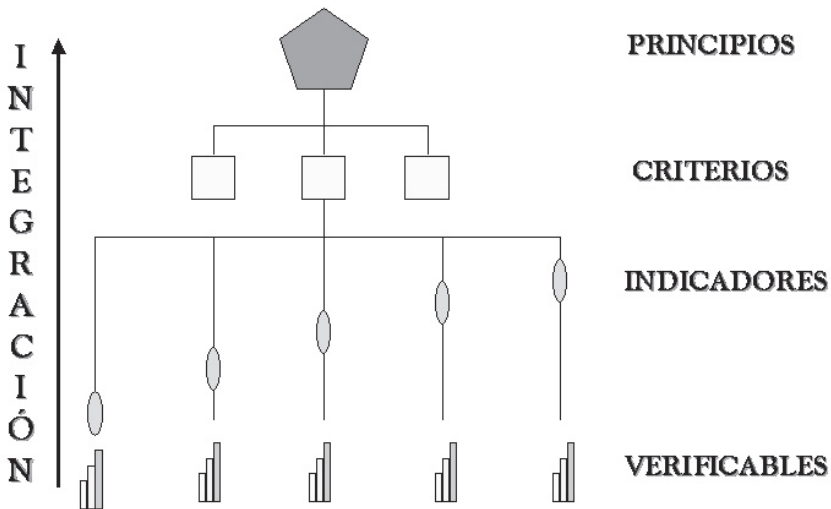 INTEGRACIÓN
PRINCIPIOS
CRITERIOS
INDICADORES
VERIFICABLES